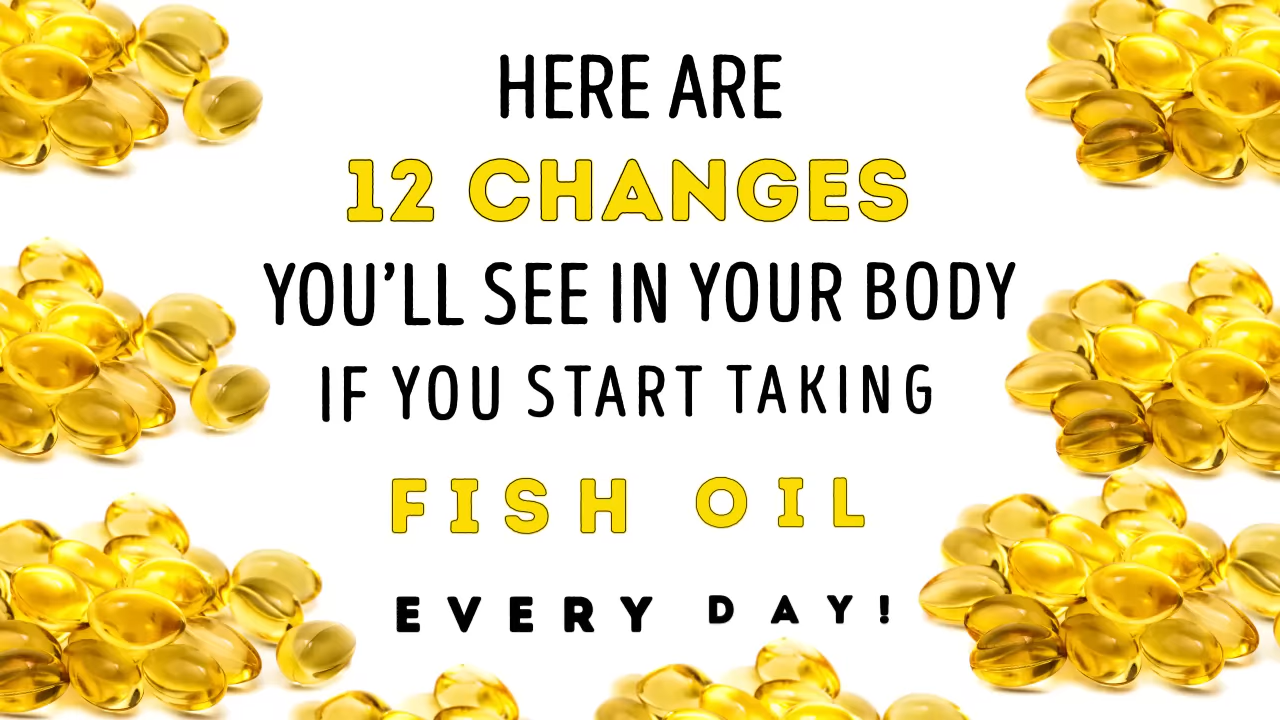 HERE ARE
12 CHANGES
YOU'LL SEE IN YOUR BODY
IF YOU START TAKING
FISH OIL
EVERY DAY!